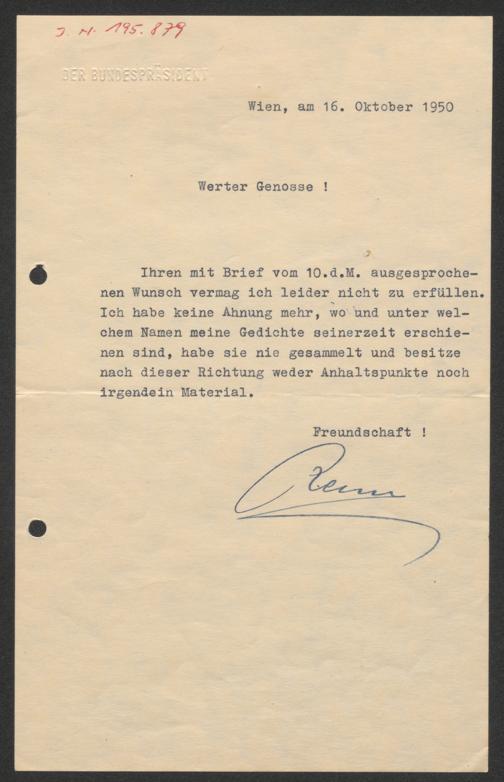 J. N. 195.879
DER BUNDESPRÄSIDENT
Wien, am 16. Oktober 1950
Werter Genosse !
Ihren mit Brief vom 10.d.M. ausgesproche-
nen Wunsch vermag ich leider nicht zu erfüllen.
Ich habe keine Ahnung mehr, wo und unter wel-
chem Namen meine Gedichte seinerzeit erschie-
nen sind, habe sie nie gesammelt und besitze
nach dieser Richtung weder Anhaltspunkte noch
irgendein Material.
Freundschaft !
Renner